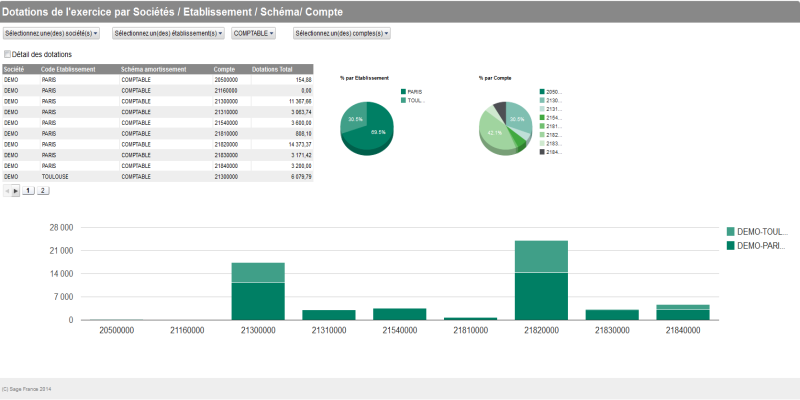 Dotations de l'exercice par Sociétés / Etablissement / Schéma/ Compte
Sélectionnez une(des) société(s) Sélectionnez un(des) établissement(s) COMPTABLE Sélectionnez un(des) comptes(s)
Détail des dotations
Société Code Etablissement Schéma amortissement Compte Dotations Total
DEMO PARIS COMPTABLE 20500000 154,88
DEMO PARIS COMPTABLE 21160000 0,00
DEMO PARIS COMPTABLE 21300000 11 367,66
DEMO PARIS COMPTABLE 21310000 3 063,74
DEMO PARIS COMPTABLE 21540000 3 600,00
DEMO PARIS COMPTABLE 21810000 808,10
DEMO PARIS COMPTABLE 21820000 14 373,37
DEMO PARIS COMPTABLE 21830000 3 171,42
DEMO PARIS COMPTABLE 21840000 3 200,00
DEMO TOULOUSE COMPTABLE 21300000 6 079,79
1 2
% par Etablissement
PARIS
TOUL...
30.5%
69.5%
% par Compte
2050...
2130...
2131...
2154...
2181...
2182...
2183...
2184...
30.5%
42.1%
28 000
21 000
14 000
7 000
0
20500000 21160000 21300000 21310000 21540000 21810000 21820000 21830000 21840000
DEMO-TOUL...
DEMO-PARI...
(C) Sage France 2014